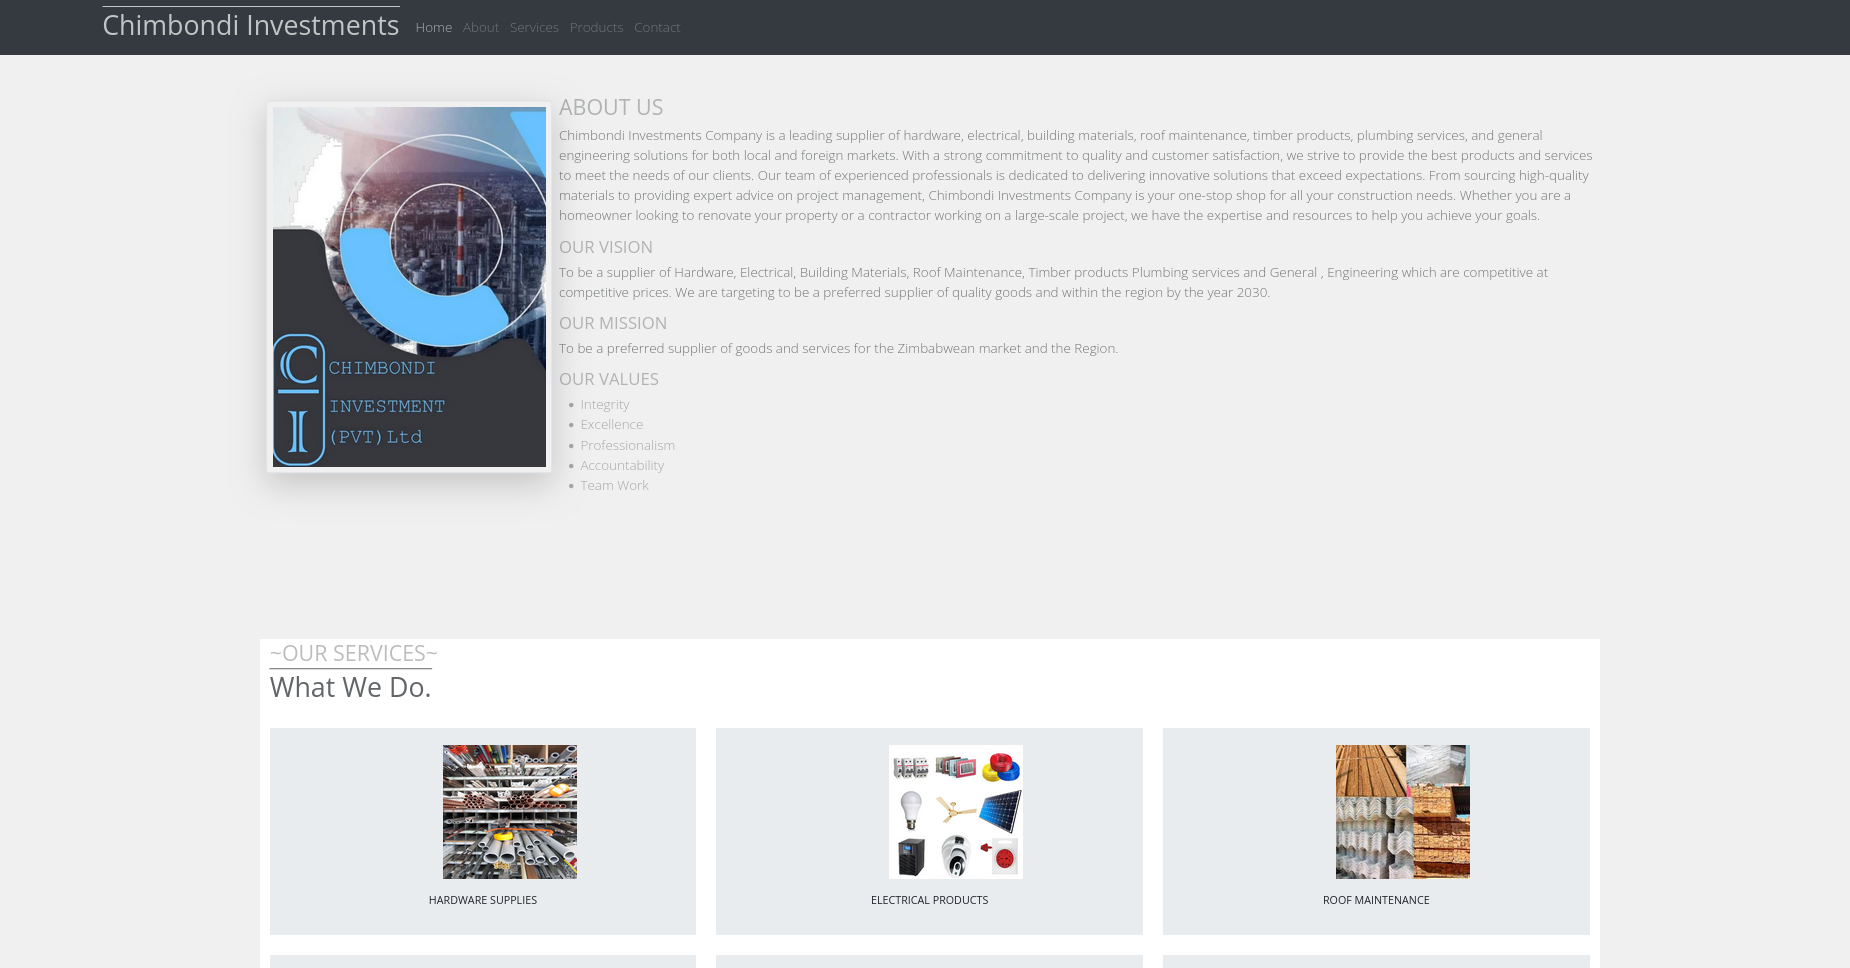 Chimbondi Investments
Home About Services Products Contact
ABOUT US
Chimbondi Investments Company is a leading supplier of hardware, electrical, building materials, roof maintenance, timber products, plumbing services, and general
engineering solutions for both local and foreign markets. With a strong commitment to quality and customer satisfaction, we strive to provide the best products and services
to meet the needs of our clients. Our team of experienced professionals is dedicated to delivering innovative solutions that exceed expectations. From sourcing high-quality
materials to providing expert advice on project management, Chimbondi Investments Company is your one-stop shop for all your construction needs. Whether you are a
homeowner looking to renovate your property or a contractor working on a large-scale project, we have the expertise and resources to help you achieve your goals.
OUR VISION
To be a supplier of Hardware, Electrical, Building Materials, Roof Maintenance, Timber products Plumbing services and General , Engineering which are competitive at
competitive prices. We are targeting to be a preferred supplier of quality goods and within the region by the year 2030.
OUR MISSION
To be a preferred supplier of goods and services for the Zimbabwean market and the Region.
OUR VALUES
Integrity
Excellence
Professionalism
Accountability
Team Work
C
I
CHIMBONDI
INVESTMENT
(PVT)Ltd
~OUR SERVICES~
What We Do.
HARDWARE SUPPLIES
ELECTRICAL PRODUCTS
ROOF MAINTENANCE